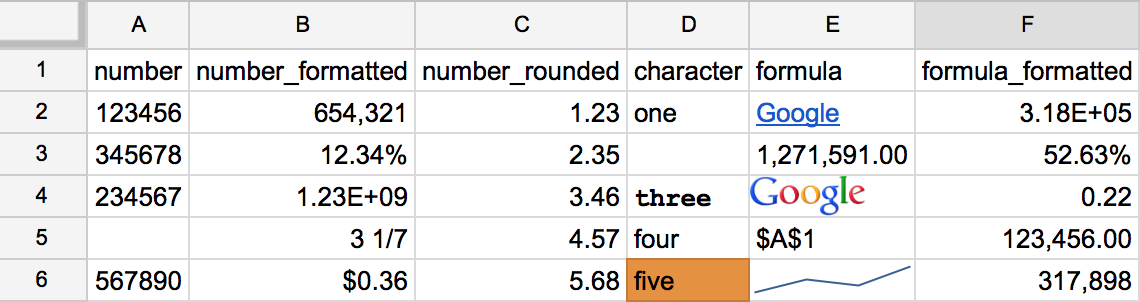 A B C D E F
1 number number_formatted number_rounded character formula formula_formatted
2 123456 654,321 1.23 one Google 3.18E+05
3 345678 12.34% 2.35 1,271,591.00 52.63%
4 234567 1.23E+09 3.46 three Google 0.22
5 3 1/7 4.57 four $A$1 123,456.00
6 567890 $0.36 5.68 five 317,898